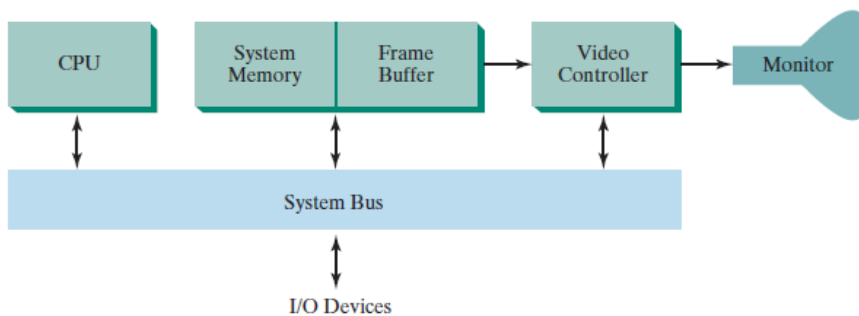 CPU
System
Memory
Frame
Buffer
Video
Controller
Monitor
System Bus
I/O Devices